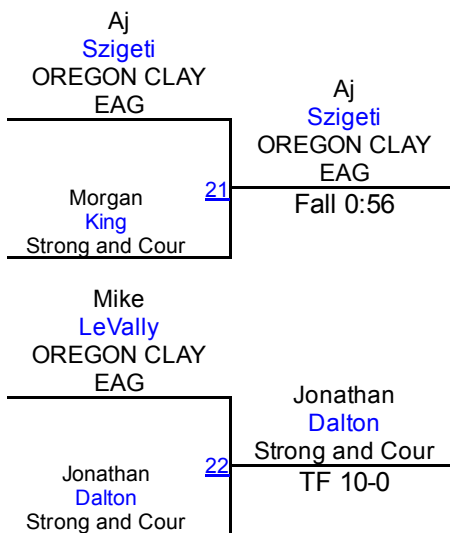 Aj
Szigeti
OREGON CLAY
EAG
Aj
Szigeti
OREGON CLAY
EAG
21
Fall 0:56
Morgan
King
Strong and Cour
Mike
LeVally
OREGON CLAY
EAG
Jonathan
Dalton
Strong and Cour
22
TF 10-0
Jonathan
Dalton
Strong and Cour